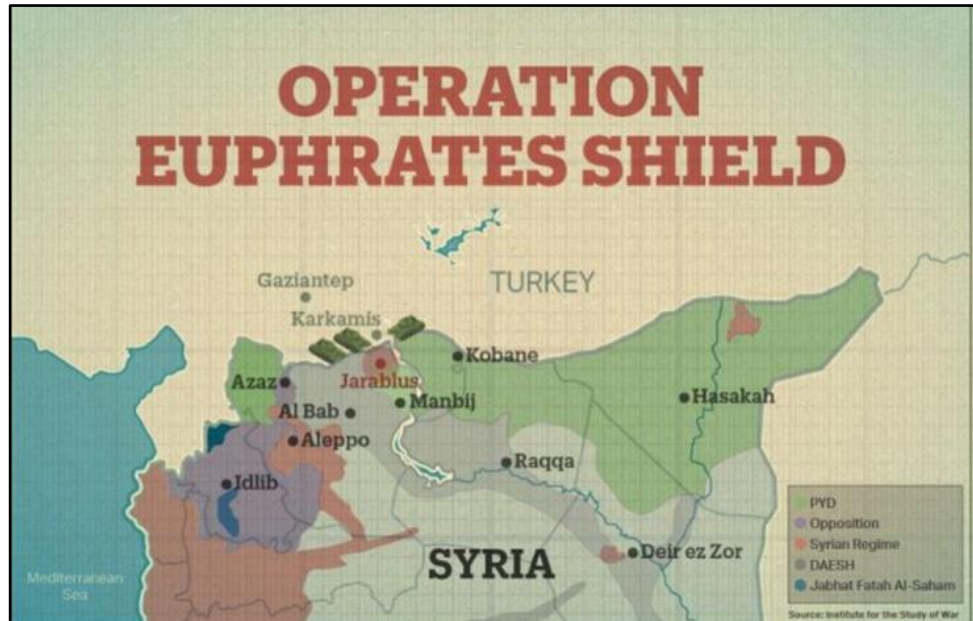 OPERATION
EUPHRATES SHIELD
Gaziantep
TURKEY
Karkamis
Kobane
Azaz
Jarablus
Hasakah
Manbij
Al Bab
Aleppo
Raqqa
Idlib
PYD
Opposition
Syrian Regime
DAESH
Jabhat Fatah Al-Saham
Deir ez Zor
SYRIA
Mediterranean
Sea
Source: Institute for the Study of War